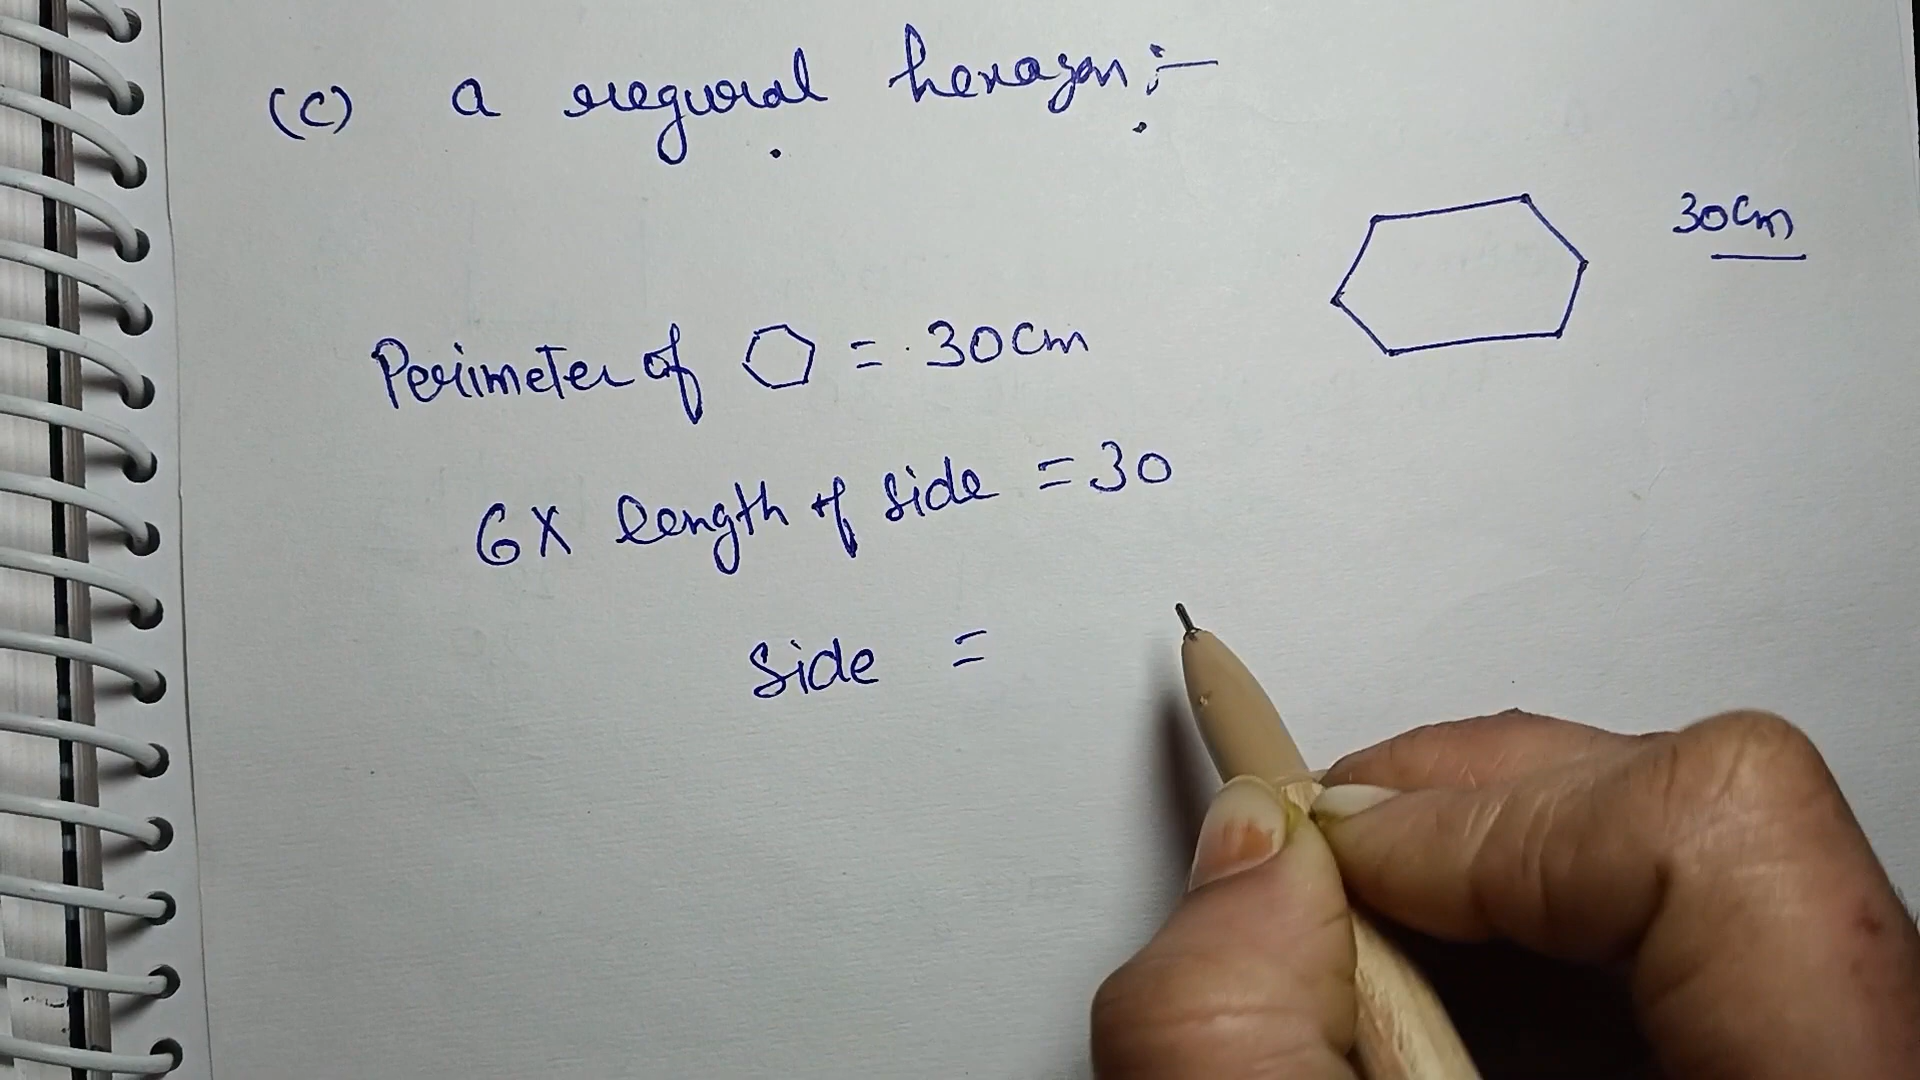 (c) a regural hexagon :-
30cm
Perimeter of ⬡ = 30cm
6x length of side = 30
side =